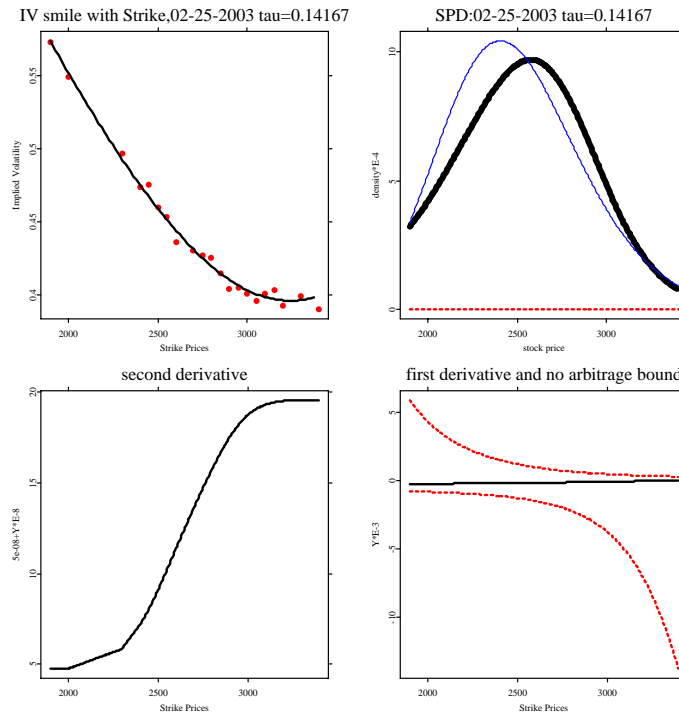 IV smile with Strike,02-25-2003 tau=0.14167
Implied Volatility
0.55
0.5
0.45
0.4
2000
2500
3000
Strike Prices
SPD:02-25-2003 tau=0.14167
density*E-4
10
5
0
2000
2500
3000
stock price
second derivative
5e-08+Y*E-8
20
15
10
5
2000
2500
3000
Strike Prices
first derivative and no arbitrage bound
Y*E-3
5
0
-5
-10
2000
2500
3000
Strike Prices